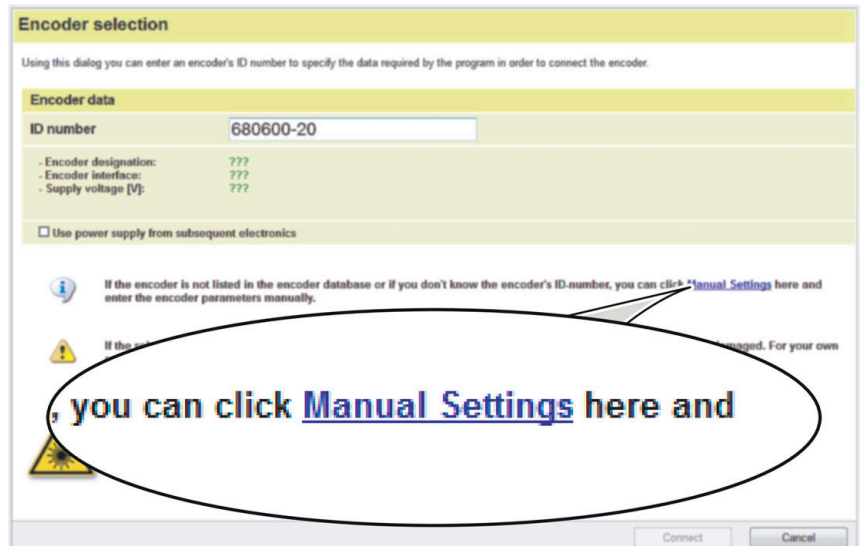 Encoder selection
Using this dialog you can enter an encoder's ID number to specify the data required by the program in order to connect the encoder.
Encoder data
ID number 680600-20
- Encoder designation: ???
- Encoder interface: ???
- Supply voltage [V]: ???
Use power supply from subsequent electronics
If the encoder is not listed in the encoder database or if you don't know the encoder's ID-number, you can click Manual Settings here and
enter the encoder parameters manually.
If the damaged. For your own
, you can click Manual Settings here and
Connect Cancel